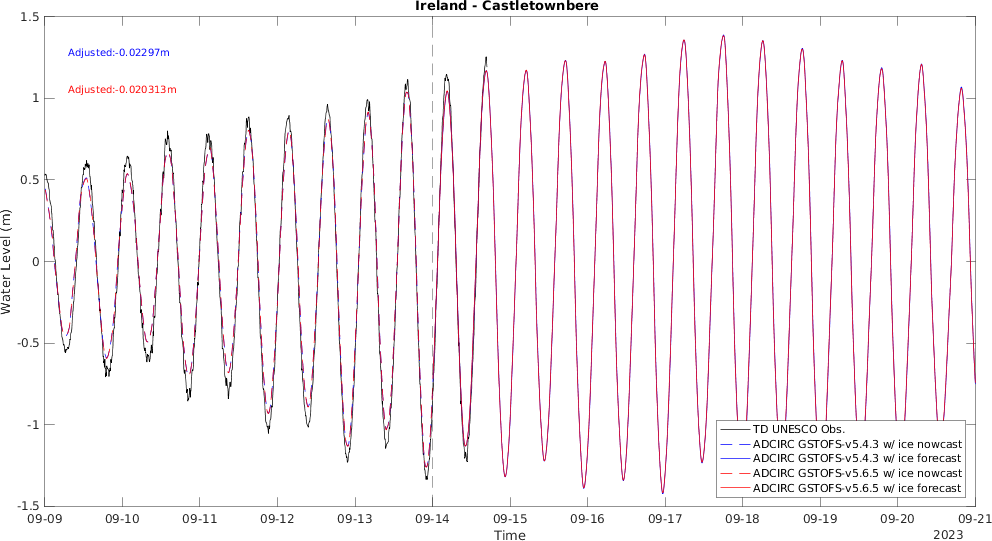 Ireland - Castletownbere
Adjusted:-0.02297m
Adjusted:-0.020313m
Water Level (m)
1.5
1
0.5
0
-0.5
-1
-1.5
TD UNESCO Obs.
ADCIRC GSTOFS-v5.4.3 w/ ice nowcast
ADCIRC GSTOFS-v5.4.3 w/ ice forecast
ADCIRC GSTOFS-v5.6.5 w/ ice nowcast
ADCIRC GSTOFS-v5.6.5 w/ ice forecast
09-09 09-10 09-11 09-12 09-13 09-14 09-15 09-16 09-17 09-18 09-19 09-20 09-21
Time
2023